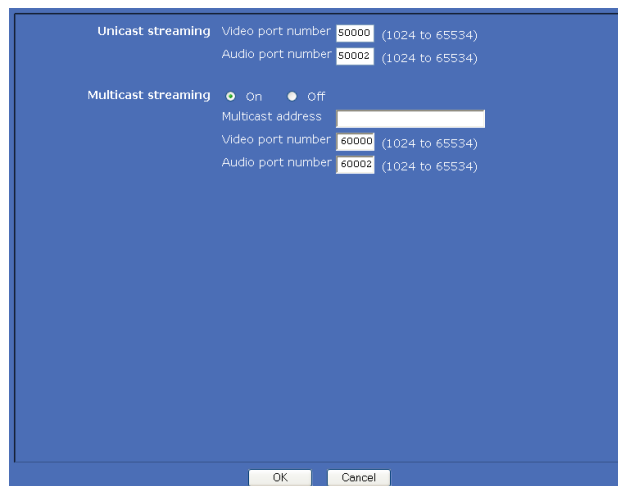 Unicast streaming Video port number 50000 (1024 to 65534)
Audio port number 50002 (1024 to 65534)
Multicast streaming On Off
Multicast address
Video port number 60000 (1024 to 65534)
Audio port number 60002 (1024 to 65534)
OK Cancel